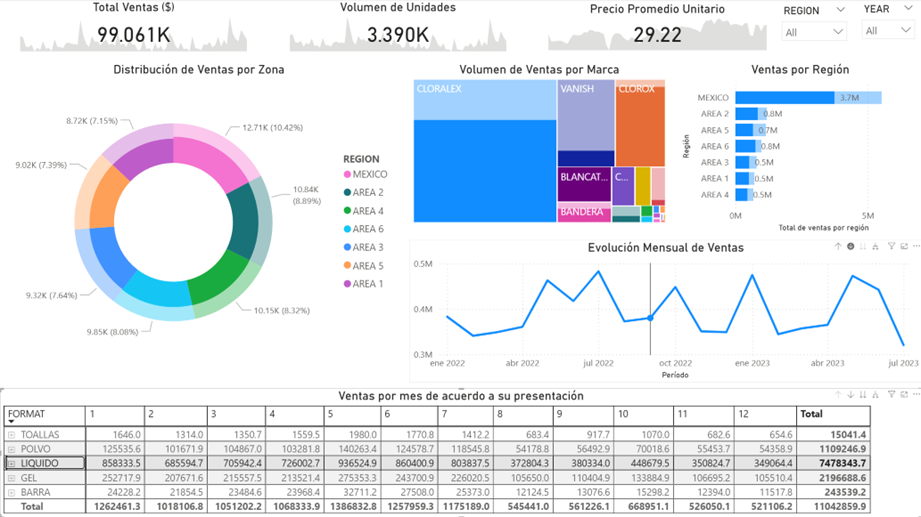 Total Ventas ($)
99.061K
Volumen de Unidades
3.390K
Precio Promedio Unitario
29.22
REGION
All
YEAR
All
Distribución de Ventas por Zona
12.71K (10.42%)
10.84K
(8.89%)
10.15K (8.32%)
9.85K (8.08%)
9.32K (7.64%)
9.02K (7.39%)
8.72K (7.15%)
REGION
MEXICO
AREA 2
AREA 4
AREA 6
AREA 3
AREA 5
AREA 1
Volumen de Ventas por Marca
CLORALEX
VANISH
CLOROX
BLANCAT...
C...
BANDERA
Ventas por Región
Región
MEXICO 3.7M
AREA 2 0.8M
AREA 5 0.7M
AREA 6 0.8M
AREA 3 0.5M
AREA 1 0.5M
AREA 4 0.5M
0M 5M
Total de ventas por región
Evolución Mensual de Ventas
0.5M
0.4M
0.3M
ene 2022 abr 2022 jul 2022 oct 2022 ene 2023 abr 2023 jul 2023
Período
Ventas por mes de acuerdo a su presentación
FORMAT 1 2 3 4 5 6 7 8 9 10 11 12 Total
TOALLAS 1646.0 1314.0 1350.7 1559.5 1980.0 1770.8 1412.2 683.4 917.7 1070.0 682.6 654.6 15041.4
POLVO 125535.6 101671.9 104867.0 103281.8 140263.4 124578.7 118545.8 54178.8 56492.9 70018.6 55453.7 54358.9 1109246.9
LIQUIDO 858333.5 685594.7 705942.4 726002.7 936524.9 860400.9 803837.5 372804.3 380334.0 448679.5 350824.7 349064.4 7478343.7
GEL 252717.9 207671.6 215557.5 213521.4 275353.3 243700.9 226020.5 105650.0 110404.9 133884.9 106695.2 105510.4 2196688.6
BARRA 24228.2 21854.5 23484.6 23968.4 32711.2 27508.0 25373.0 12124.5 13076.6 15298.2 12394.0 11517.8 243539.2
Total 1262461.3 1018106.8 1051202.2 1068333.9 1386832.8 1257959.3 1175189.0 545441.0 561226.1 668951.1 526050.1 521106.2 11042859.9